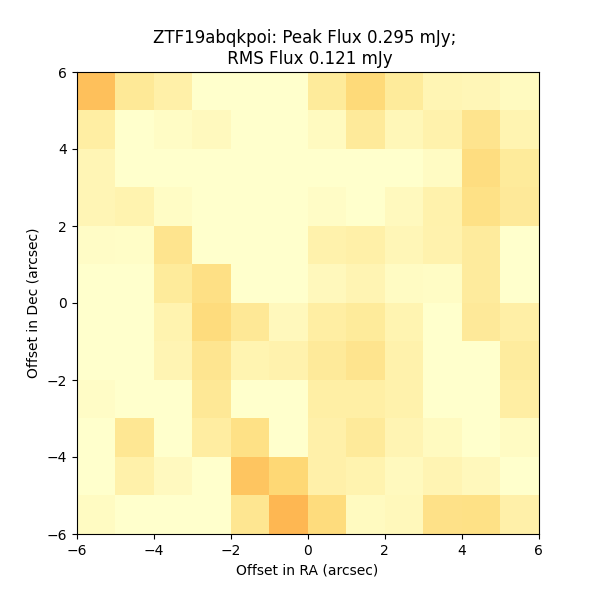 ZTF19abqkpoi: Peak Flux 0.295 mJy;
RMS Flux 0.121 mJy
6
4
2
0
−2
−4
−6
Offset in Dec (arcsec)
−6 −4 −2 0 2 4 6
Offset in RA (arcsec)